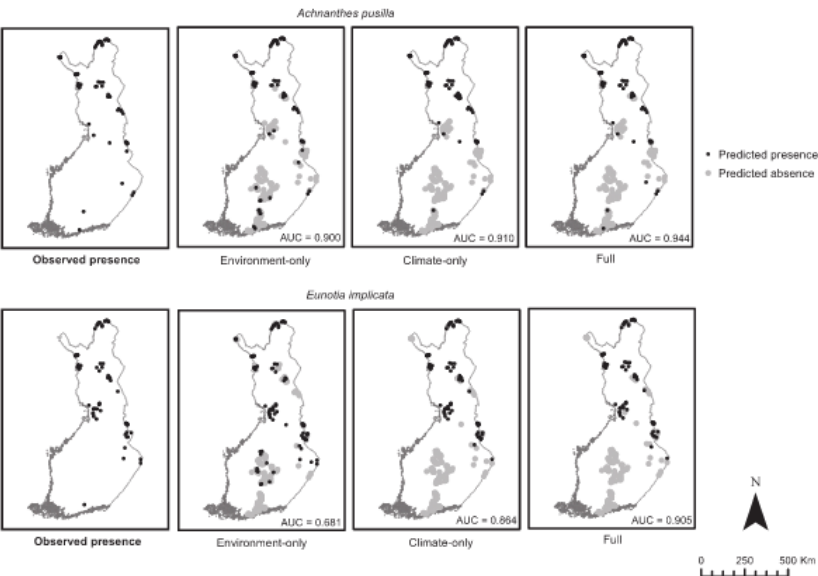 Achnanthes pusilla
Predicted presence
Predicted absence
AUC = 0.900
AUC = 0.910
AUC = 0.944
Observed presence
Environment-only
Climate-only
Full
Eunotia implicata
AUC = 0.681
AUC = 0.864
AUC = 0.905
Observed presence
Environment-only
Climate-only
Full
N
0 250 500 Km